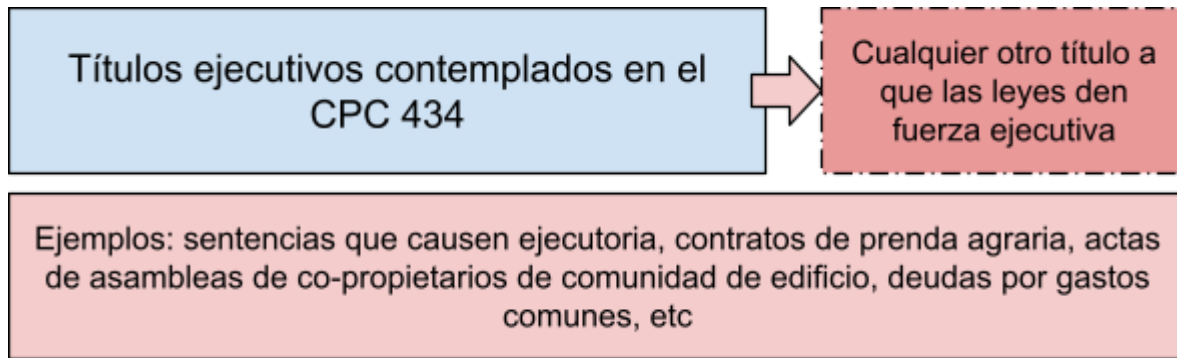 Títulos ejecutivos contemplados en el
CPC 434
Cualquier otro título a
que las leyes den
fuerza ejecutiva
Ejemplos: sentencias que causen ejecutoria, contratos de prenda agraria, actas
de asambleas de co-propietarios de comunidad de edificio, deudas por gastos
comunes, etc